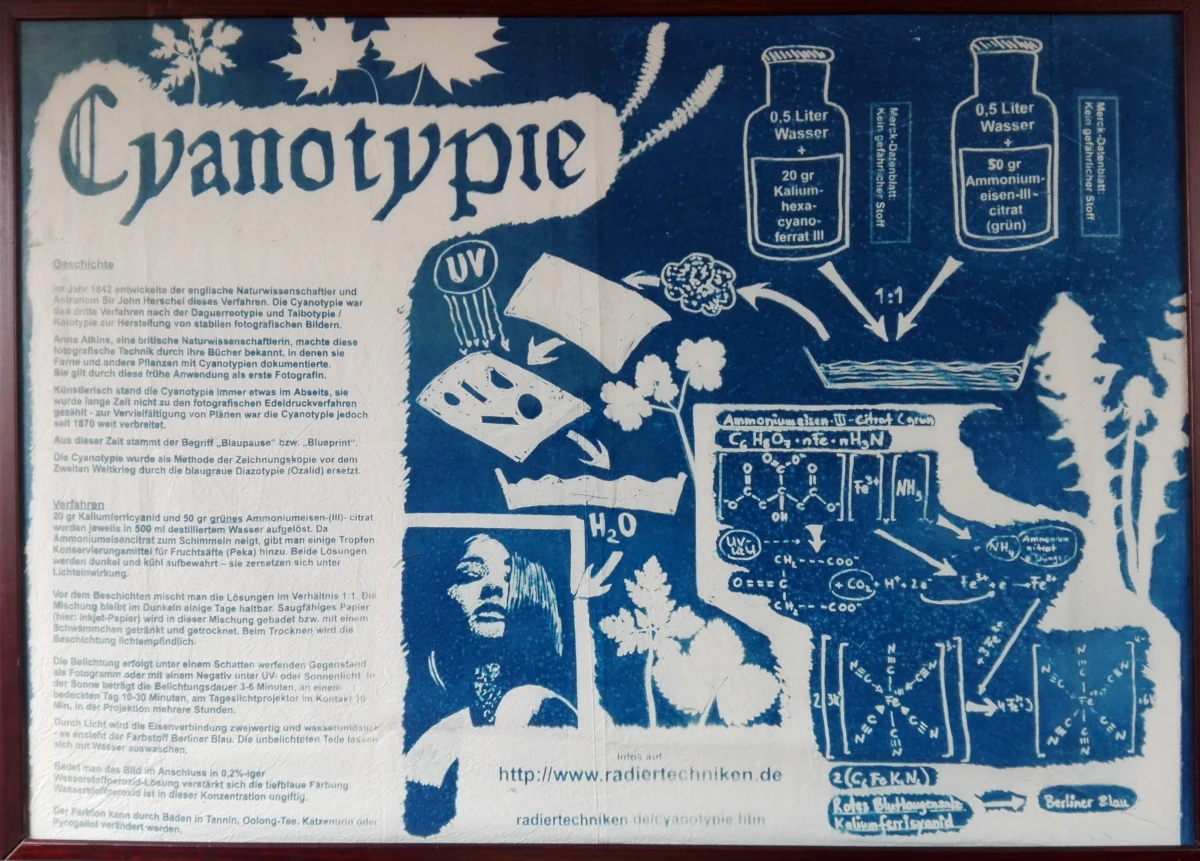 Cyanotypie
Geschichte
Im Jahr 1842 entwickelte der englische Naturwissenschaftler und
Astronom Sir John Herschel dieses Verfahren. Die Cyanotypie war
das dritte Verfahren nach der Daguerreotypie und Talbotypie /
Kalotypie zur Herstellung von stabilen fotografischen Bildern.
Anna Atkins, eine britische Naturwissenschaftlerin, machte diese
fotografische Technik durch ihre Bücher bekannt, in denen sie
Farne und andere Pflanzen mit Cyanotypien dokumentierte.
Sie gilt durch diese frühe Anwendung als erste Fotografin.
Künstlerisch stand die Cyanotypie immer etwas im Abseits, sie
wurde lange Zeit nicht zu den fotografischen Edeldruckverfahren
gezählt - zur Vervielfältigung von Plänen war die Cyanotypie jedoch
seit 1870 weit verbreitet.
Aus dieser Zeit stammt der Begriff „Blaupause" bzw. „Blueprint".
Die Cyanotypie wurde als Methode der Zeichnungskopie vor dem
Zweiten Weltkrieg durch die blaugraue Diazotypie (Ozalid) ersetzt.
Verfahren
20 gr Kaliumferricyanid und 50 gr grünes Ammoniumeisen-(III)- citrat
werden jeweils in 500 ml destilliertem Wasser aufgelöst. Da
Ammoniumeisencitrat zum Schimmeln neigt, gibt man einige Tropfen
Konservierungsmittel für Fruchtsäfte (Peka) hinzu. Beide Lösungen
werden dunkel und kühl aufbewahrt – sie zersetzen sich unter
Lichteinwirkung.
Vor dem Beschichten mischt man die Lösungen im Verhältnis 1:1. Die
Mischung bleibt im Dunkeln einige Tage haltbar. Saugfähiges Papier
(hier: Inkjet-Papier) wird in dieser Mischung gebadet bzw. mit einem
Schwämmchen getränkt und getrocknet. Beim Trocknen wird die
Beschichtung lichtempfindlich.
Die Belichtung erfolgt unter einem Schatten werfenden Gegenstand
als Fotogramm oder mit einem Negativ unter UV- oder Sonnenlicht. In
der Sonne beträgt die Belichtungsdauer 3-6 Minuten, an einem
bedeckten Tag 10-30 Minuten, am Tageslichtprojektor im Kontakt 10
Min, in der Projektion mehrere Stunden.
Durch Licht wird die Eisenverbindung zweiwertig und wasserunlöslich
- es ensteht der Farbstoff Berliner Blau. Die unbelichteten Teile lassen
sich mit Wasser auswaschen.
Badet man das Bild im Anschluss in 0,2%-iger
Wasserstoffperoxid-Lösung verstärkt sich die tiefblaue Färbung.
Wasserstoffperoxid ist in dieser Konzentration ungiftig.
Der Farbton kann durch Baden in Tannin, Oolong-Tee, Katzenurin oder
Pyrogallol verändert werden.
0,5 Liter
Wasser
+
20 gr
Kalium-
hexa-
cyano-
ferrat III
Merck-Datenblatt:
Kein gefährlicher Stoff
0,5 Liter
Wasser
+
50 gr
Ammonium-
eisen-III-
citrat
(grün)
Merck-Datenblatt:
Kein gefährlicher Stoff
1:1
UV
H₂O
Ammoniumeisen-III-Citrat (grün
C₆H₈O₇·nFe·nH₃N
Fe³⁺
NH₃
UV-
Licht
NH₄
Ammonium
nitrat
CH₂---COO⁻
O====C
CH₂---COO⁻
+CO₂+H⁺+2e⁻
Fe³⁺+e⁻→Fe²⁺
2(C₆FeK₃N₆)
Rotes Blutlaugensalz
Kaliumferricyanid
Berliner Blau
Infos auf
http://www.radiertechniken.de
radiertechniken.de/cyanotypie.htm